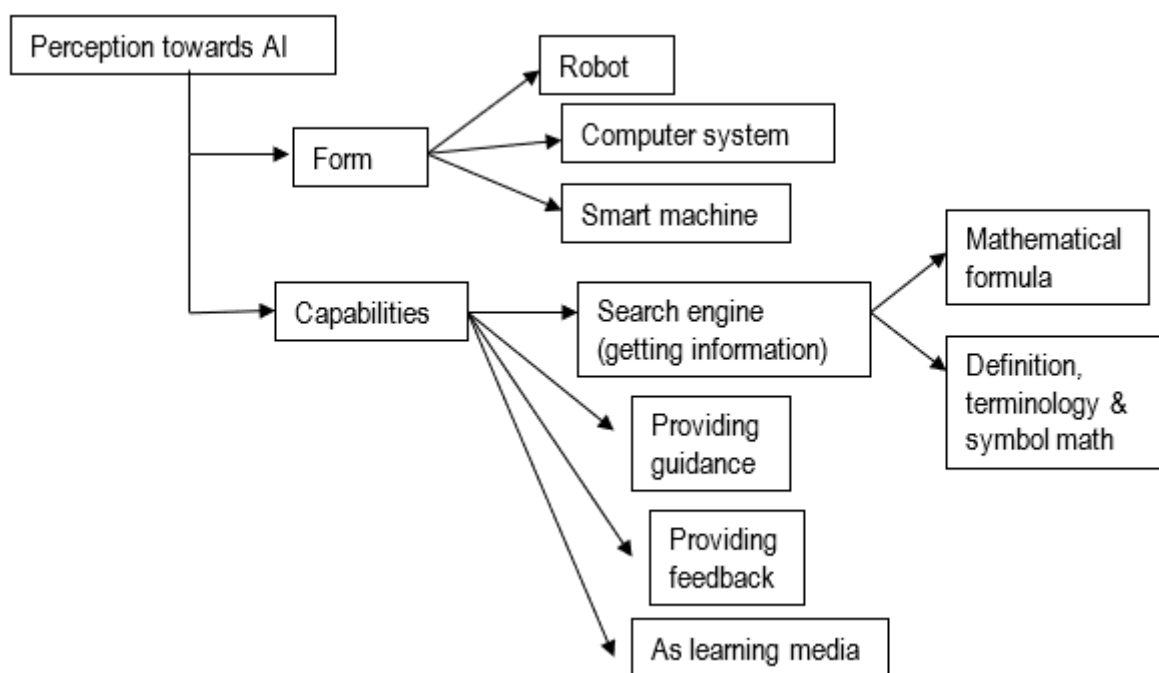 Perception towards AI
Robot
Computer system
Form
Smart machine
Mathematical
formula
Capabilities
Search engine
(getting information)
Definition,
terminology &
symbol math
Providing
guidance
Providing
feedback
As learning media